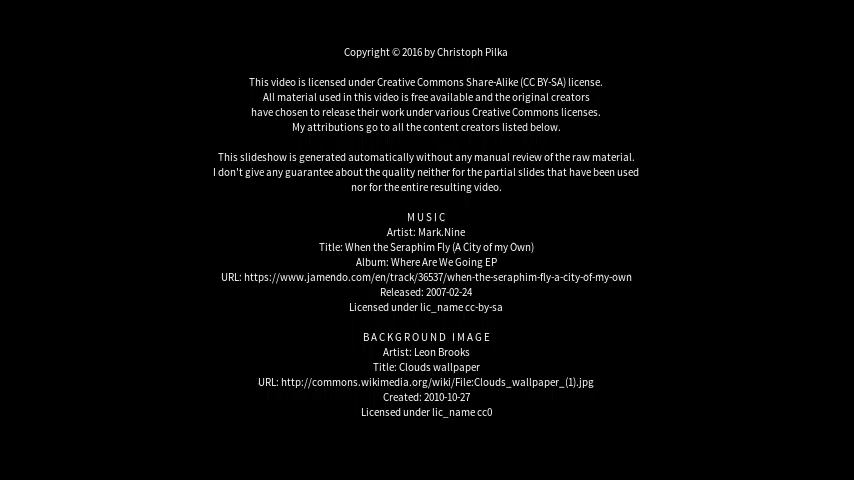 Copyright © 2016 by Christoph Pilka
This video is licensed under Creative Commons Share-Alike (CC BY-SA) license.
All material used in this video is free available and the original creators
have chosen to release their work under various Creative Commons licenses.
My attributions go to all the content creators listed below.
This slideshow is generated automatically without any manual review of the raw material.
I don't give any guarantee about the quality neither for the partial slides that have been used
nor for the entire resulting video.
M U S I C
Artist: Mark.Nine
Title: When the Seraphim Fly (A City of my Own)
Album: Where Are We Going EP
URL: https://www.jamendo.com/en/track/36537/when-the-seraphim-fly-a-city-of-my-own
Released: 2007-02-24
Licensed under lic_name cc-by-sa
B A C K G R O U N D   I M A G E
Artist: Leon Brooks
Title: Clouds wallpaper
URL: http://commons.wikimedia.org/wiki/File:Clouds_wallpaper_(1).jpg
Created: 2010-10-27
Licensed under lic_name cc0